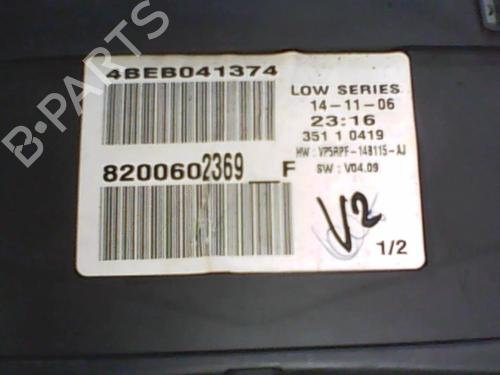 4BEB041374
LOW SERIES
14-11-06
23:16
351 1 0419
HW : VP5RPF-14B115-AJ
SW : V04.09
8200602369__F
V2
1/2
B-PARTS